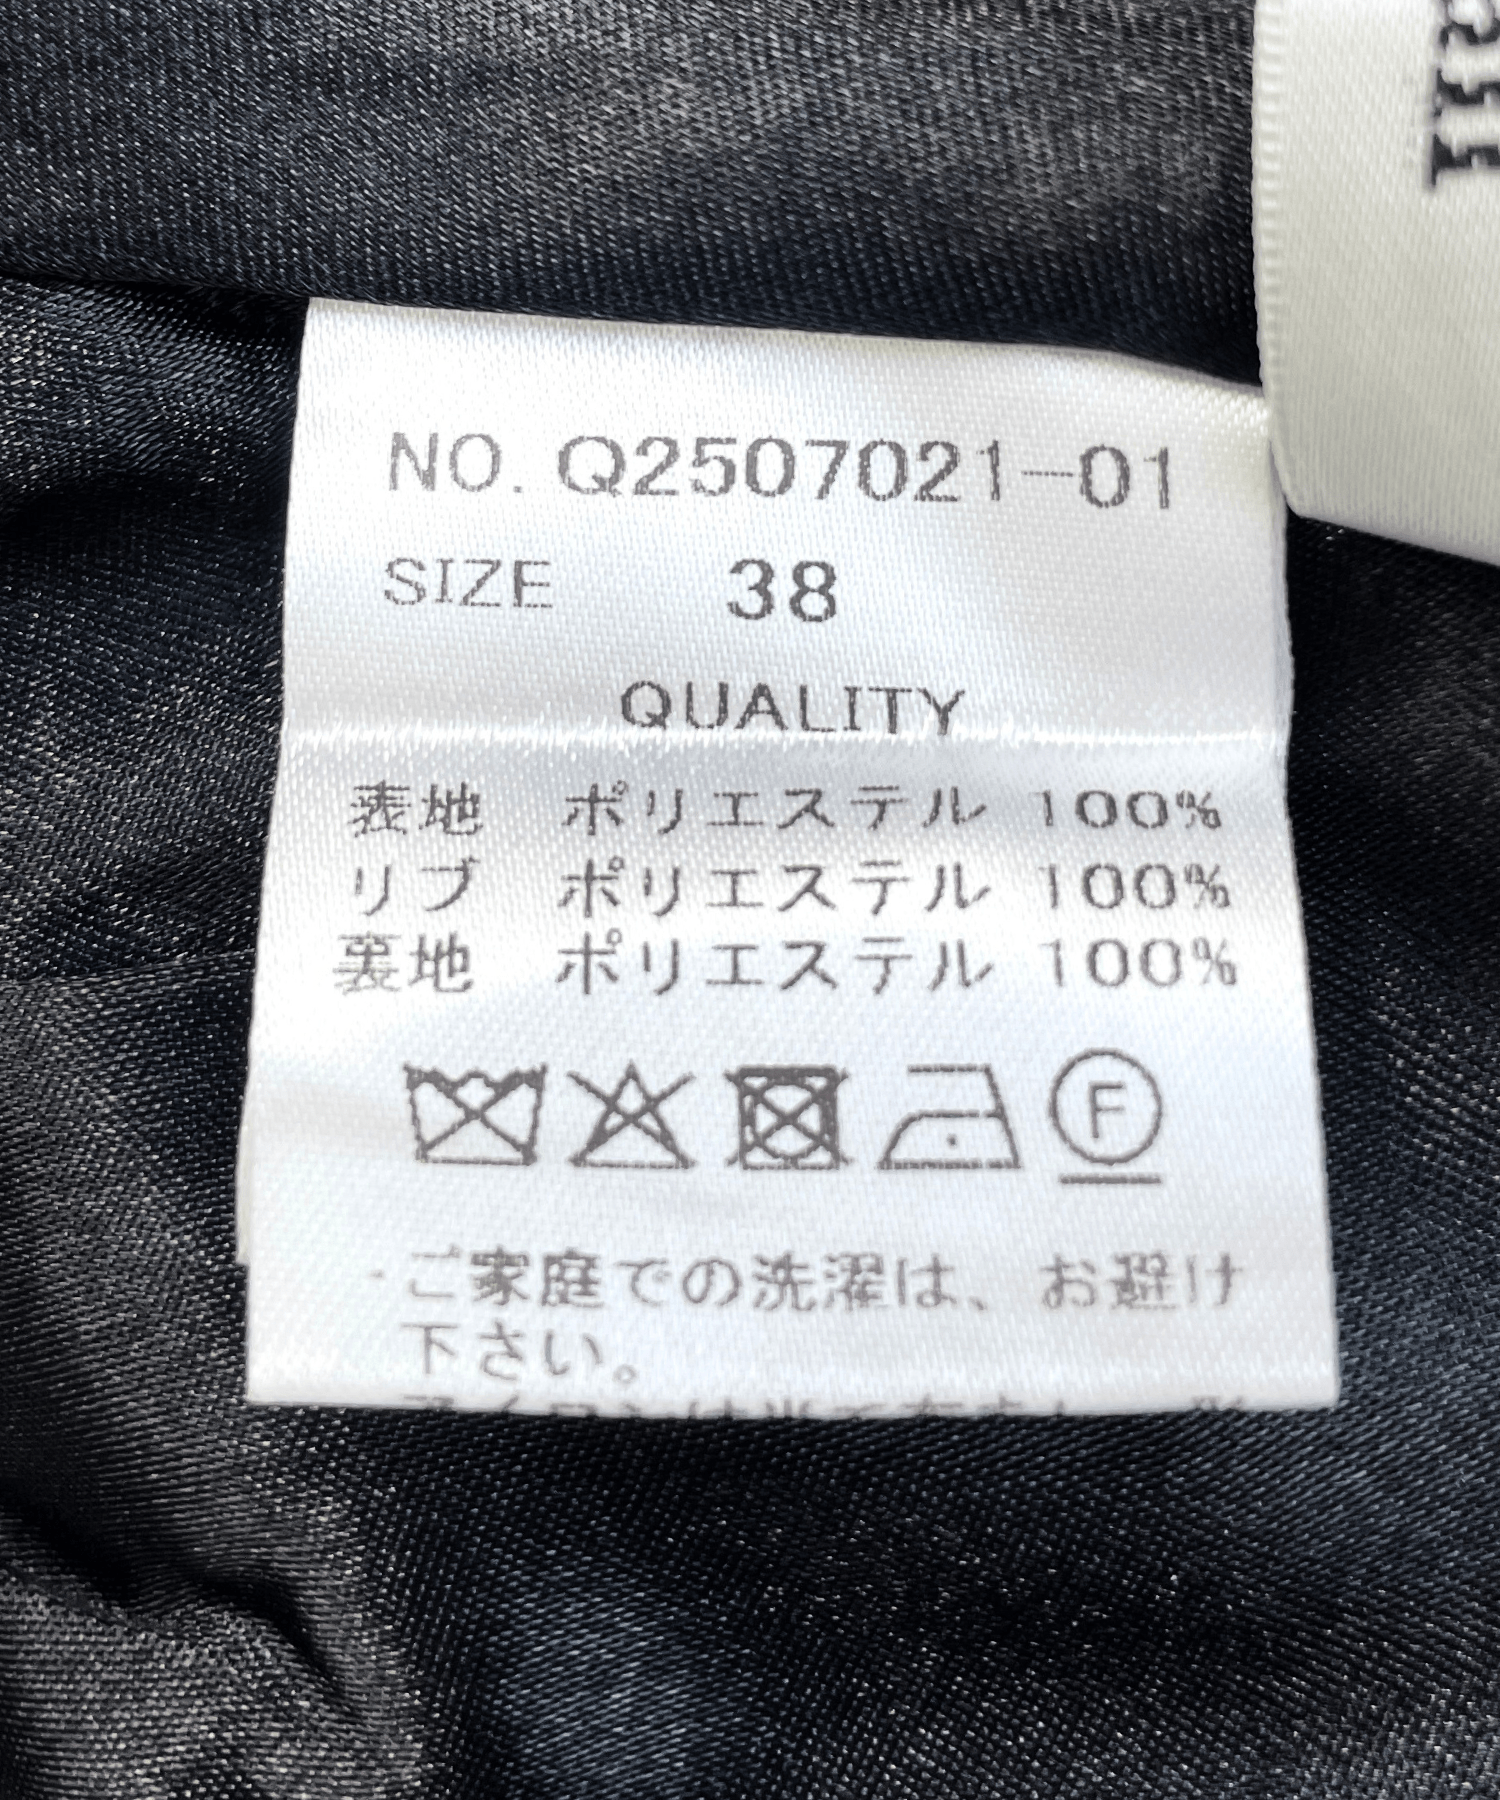 NO. Q2507021-01
SIZE 38
QUALITY
表地 ポリエステル 100%
リブ ポリエステル 100%
裏地 ポリエステル 100%
F
・ご家庭での洗濯は、お避け
下さい。